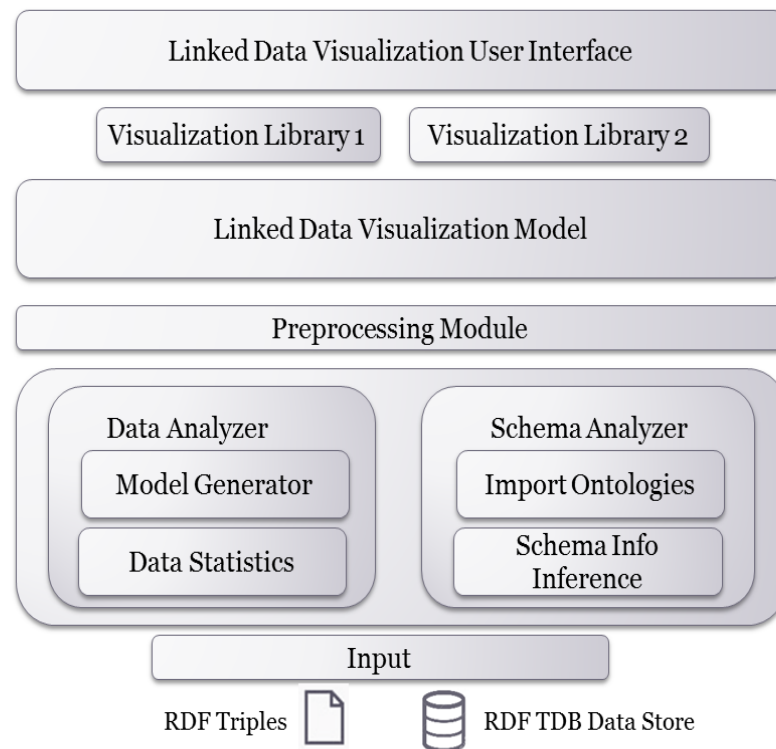 Linked Data Visualization User Interface
Visualization Library 1
Visualization Library 2
Linked Data Visualization Model
Preprocessing Module
Data Analyzer
Model Generator
Data Statistics
Schema Analyzer
Import Ontologies
Schema Info
Inference
Input
RDF Triples
RDF TDB Data Store